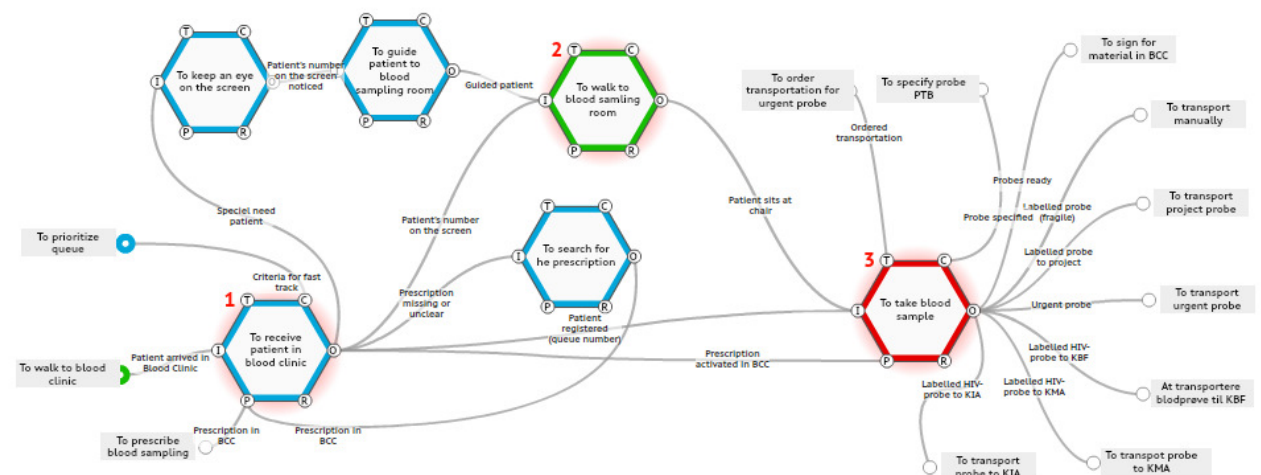 T
C
T
C
To keep an eye
on the screen
I
O
P
R
Patient's number
on the screen
noticed
To guide
patient to
blood
sampling room
O
P
R
Guided patient
2
T
C
To walk to
blood samling
room
I
O
P
R
To order
transportation for
urgent probe
Ordered
transportation
To specify probe
PTB
To sign for
material in BCC
To transport
manually
Probes ready
Probe specified
Labelled probe
(fragile)
To transport
project probe
Labelled probe
to project
Speciel need
patient
Patient's number
on the screen
Patient sits at
chair
T
C
To search for
he prescription
I
O
P
R
To prioritize
queue
Criteria for fast
track
Prescription
missing or
unclear
Patient
registered
(queue number)
1
T
C
To receive
patient in
blood clinic
I
O
P
R
3
T
C
To take blood
sample
I
O
P
R
Urgent probe
To transport
urgent probe
Prescription
activated in BCC
Patient arrived in
Blood Clinic
To walk to blood
clinic
Labelled HIV-
probe to KBF
Labelled HIV-
probe to KIA
Labelled HIV-
probe to KMA
At transportere
blodprøve til KBF
To prescribe
blood sampling
Prescription in
BCC
Prescription in
BCC
To transport
probe to KIA
To transpot probe
to KMA